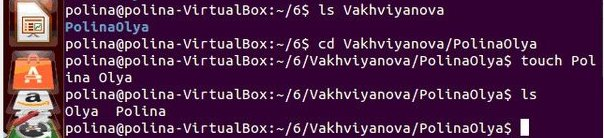 polina@polina-VirtualBox:~/6$ ls Vakhviyanova
PolinaOlya
polina@polina-VirtualBox:~/6$ cd Vakhviyanova/PolinaOlya
polina@polina-VirtualBox:~/6/Vakhviyanova/PolinaOlya$ touch Pol
ina Olya
polina@polina-VirtualBox:~/6/Vakhviyanova/PolinaOlya$ ls
Olya  Polina
polina@polina-VirtualBox:~/6/Vakhviyanova/PolinaOlya$